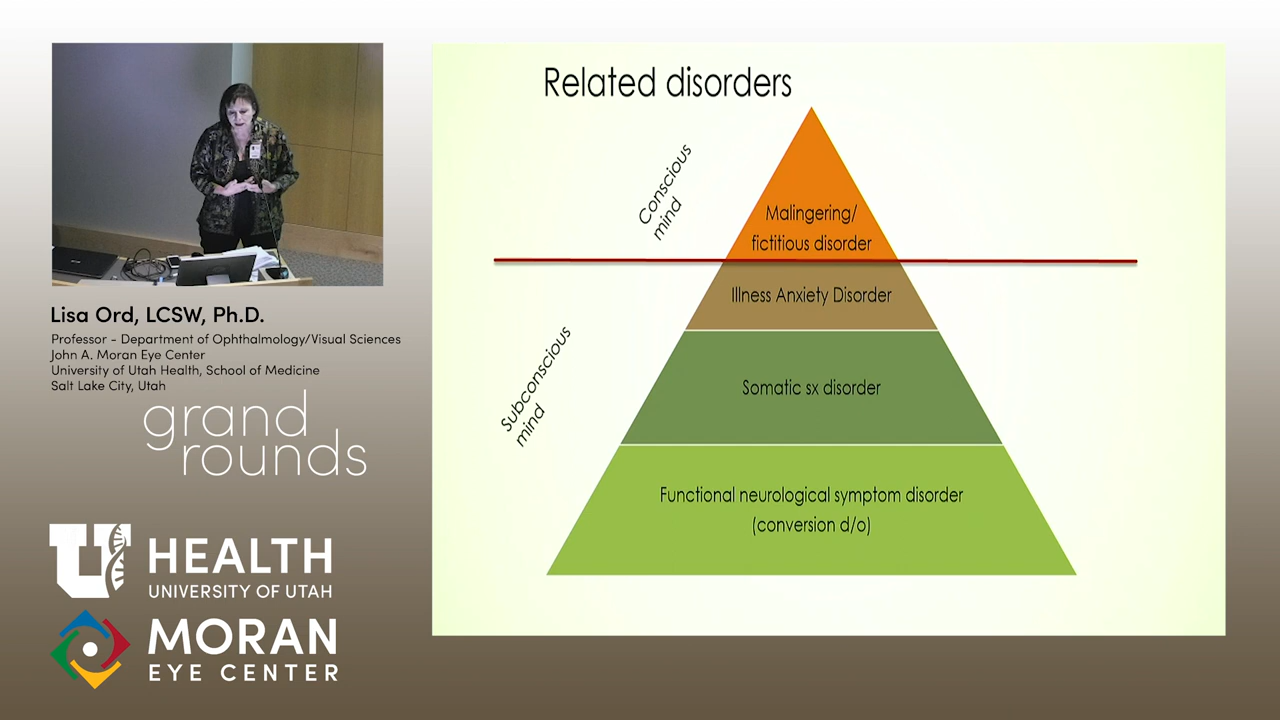 Related disorders
Conscious
mind
Malingering/
fictitious disorder
Illness Anxiety Disorder
Subconscious
mind
Somatic sx disorder
Functional neurological symptom disorder
(conversion d/o)
Lisa Ord, LCSW, Ph.D.
Professor - Department of Ophthalmology/Visual Sciences
John A. Moran Eye Center
University of Utah Health, School of Medicine
Salt Lake City, Utah
grand
rounds
U HEALTH
UNIVERSITY OF UTAH
MORAN
EYE CENTER